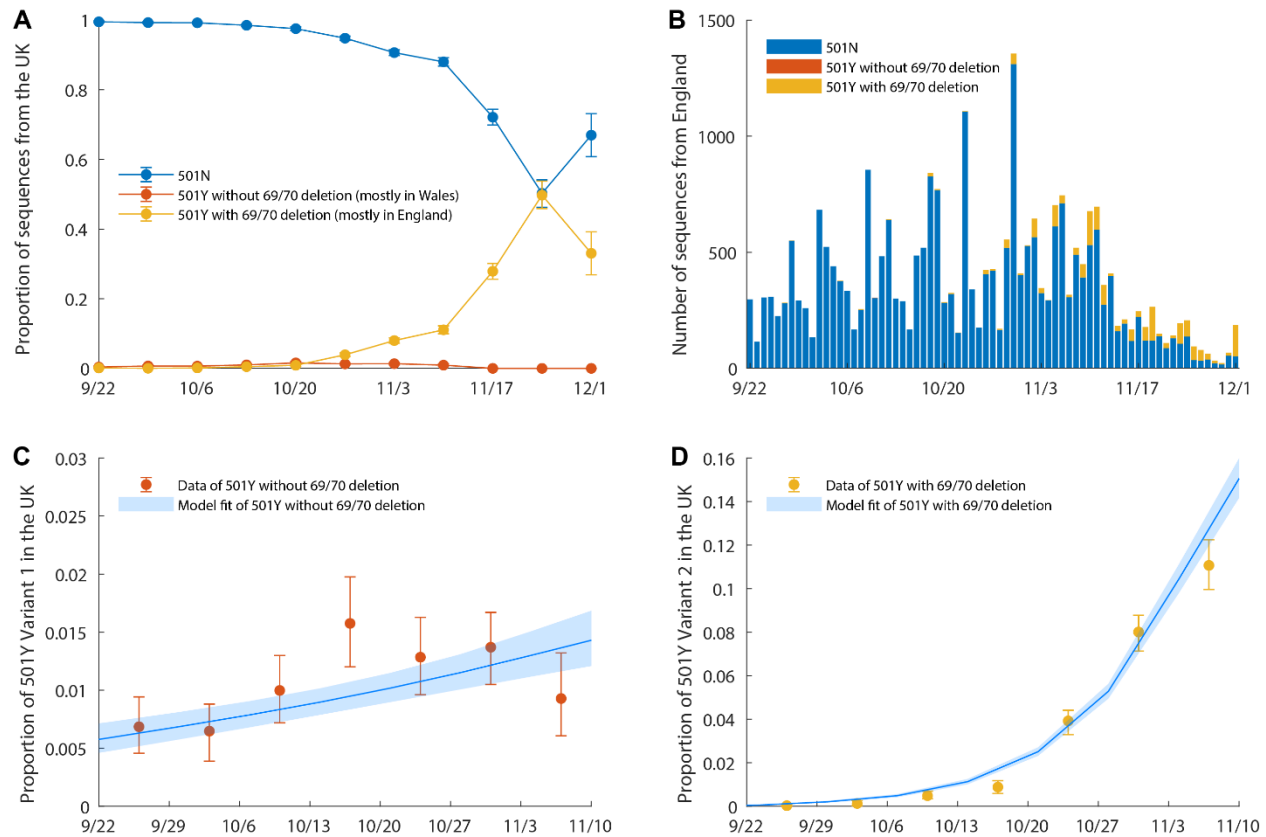 A
Proportion of sequences from the UK
1
0.8
0.6
0.4
0.2
0
501N
501Y without 69/70 deletion (mostly in Wales)
501Y with 69/70 deletion (mostly in England)
9/22 10/6 10/20 11/3 11/17 12/1
B
Number of sequences from England
1500
1000
500
0
501N
501Y without 69/70 deletion
501Y with 69/70 deletion
9/22 10/6 10/20 11/3 11/17 12/1
C
Proportion of 501Y Variant 1 in the UK
0.03
0.025
0.02
0.015
0.01
0.005
0
Data of 501Y without 69/70 deletion
Model fit of 501Y without 69/70 deletion
9/22 9/29 10/6 10/13 10/20 10/27 11/3 11/10
D
Proportion of 501Y Variant 2 in the UK
0.16
0.14
0.12
0.1
0.08
0.06
0.04
0.02
0
Data of 501Y with 69/70 deletion
Model fit of 501Y with 69/70 deletion
9/22 9/29 10/6 10/13 10/20 10/27 11/3 11/10